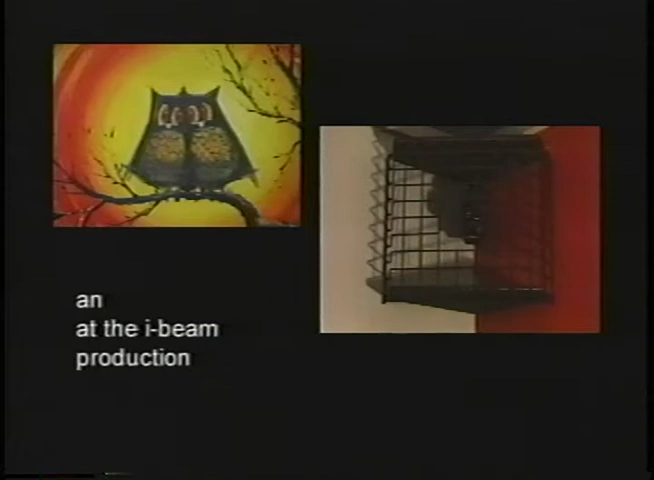 an
at the i-beam
production